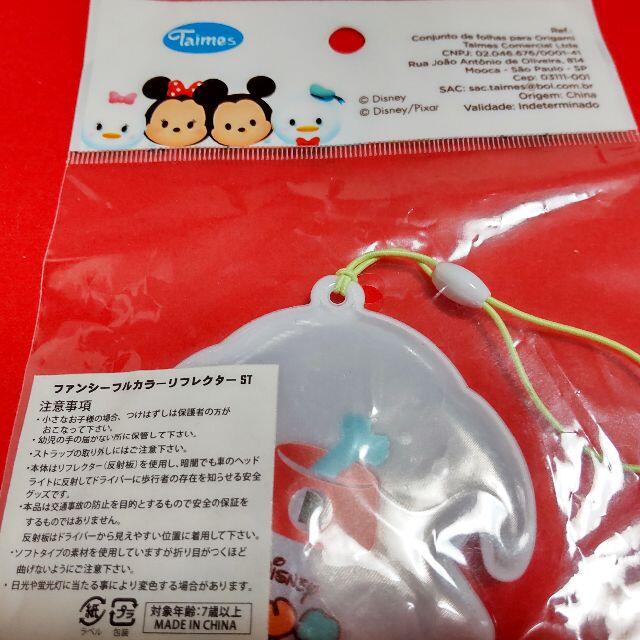 Taimes
Ref.:
Conjunto de folhas para Origami
Taimes Comercial Ltda
CNPJ: 02.046.676/0001-41
Rua João Antônio de Oliveira, 814
Mooca - São Paulo - SP
Cep: 03111-001
SAC: sac.taimes@bol.com.br
Origem: China
Validade: Indeterminado
© Disney
© Disney/Pixar
ファンシーフルカラーリフレクター ST
注意事項
・小さなお子様の場合、つけはずしは保護者の方が
おこなって下さい。
・幼児の手の届かない所に保管して下さい。
・ストラップの取り外しにはご注意下さい。
・本体はリフレクター(反射板)を使用し、暗闇でも車のヘッド
ライトに反射してドライバーに歩行者の存在を知らせる安全
グッズです。
・本品は交通事故の防止を目的とするもので安全の保証を
するものではありません。
反射板はドライバーから見えやすい位置に着用して下さい。
・ソフトタイプの素材を使用していますが折り目がつくほど
曲げないようにご注意下さい。
・日光や蛍光灯に当たる事により変色する場合があります。
紙
ラベル
プラ
包装
対象年齢:7歳以上
MADE IN CHINA
Disney